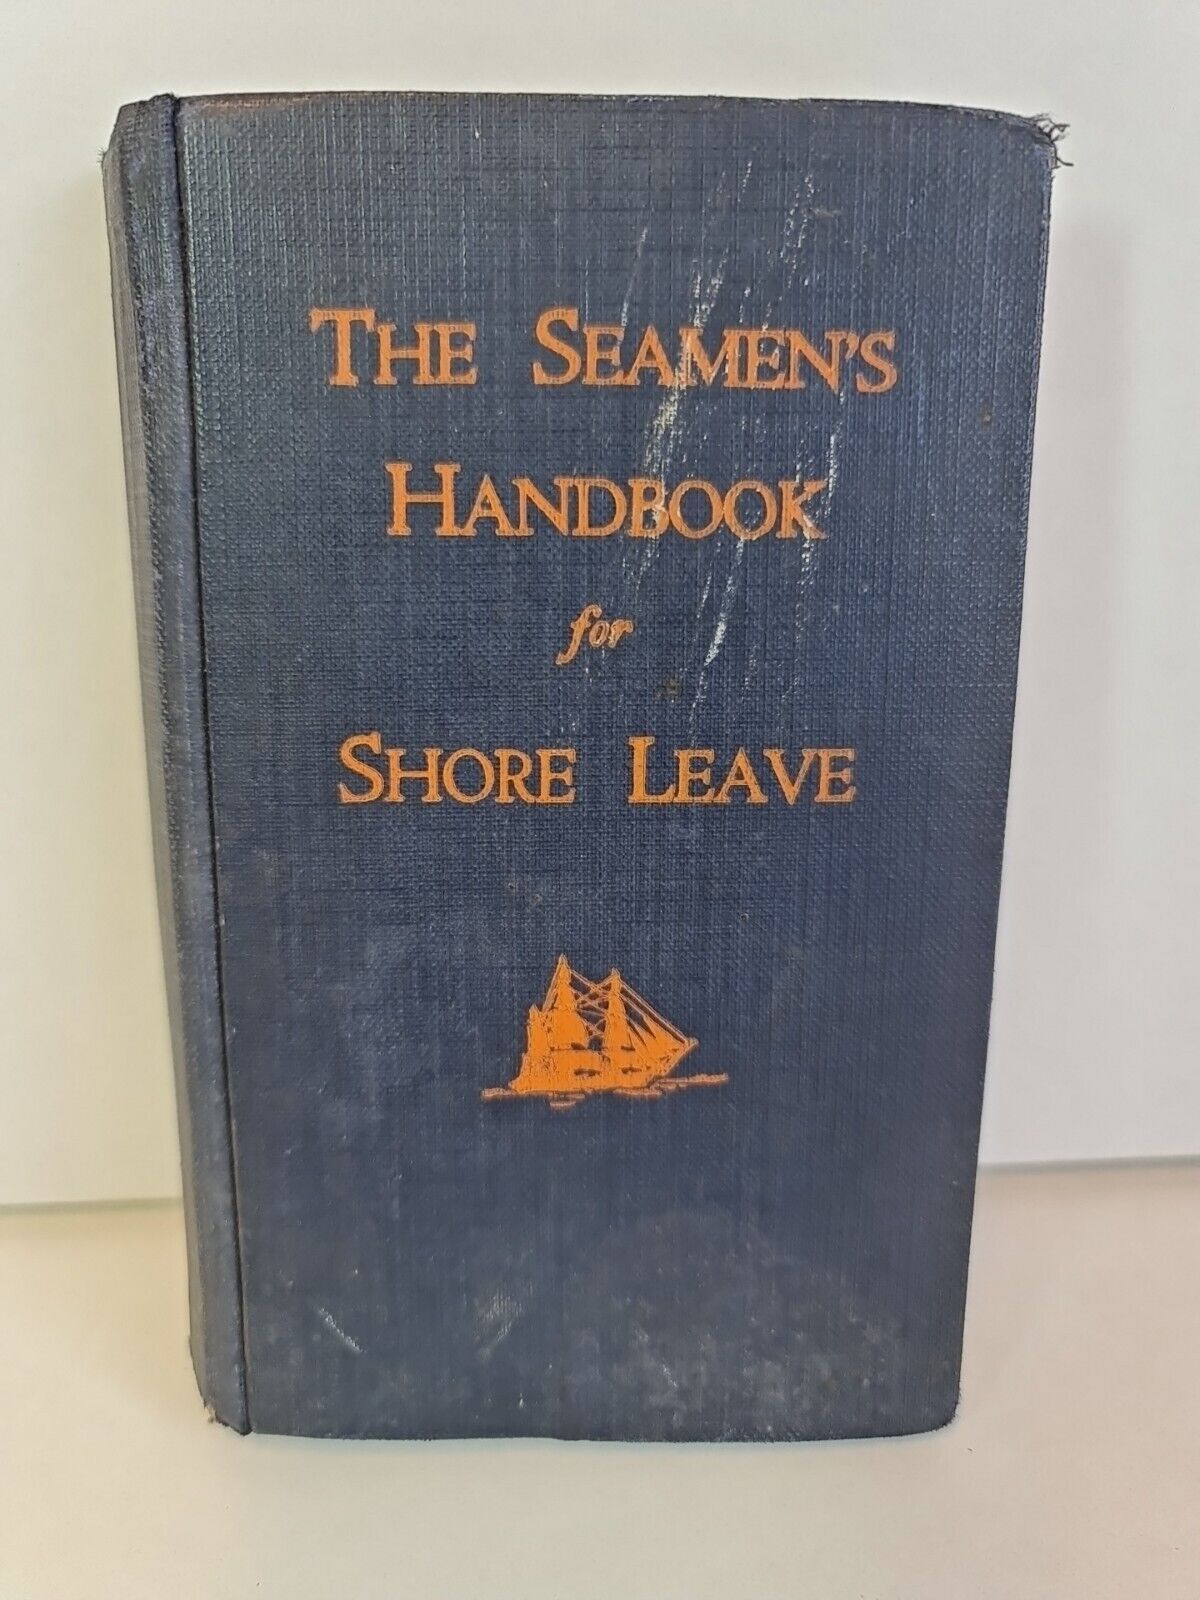 THE SEAMEN'S
HANDBOOK
for
SHORE LEAVE